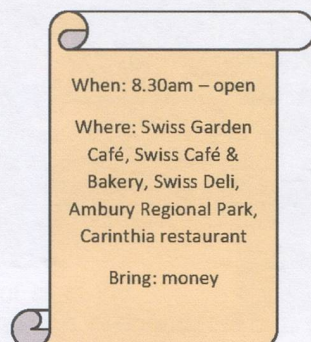 When: 8.30am – open
Where: Swiss Garden
Café, Swiss Café &
Bakery, Swiss Deli,
Ambury Regional Park,
Carinthia restaurant
Bring: money